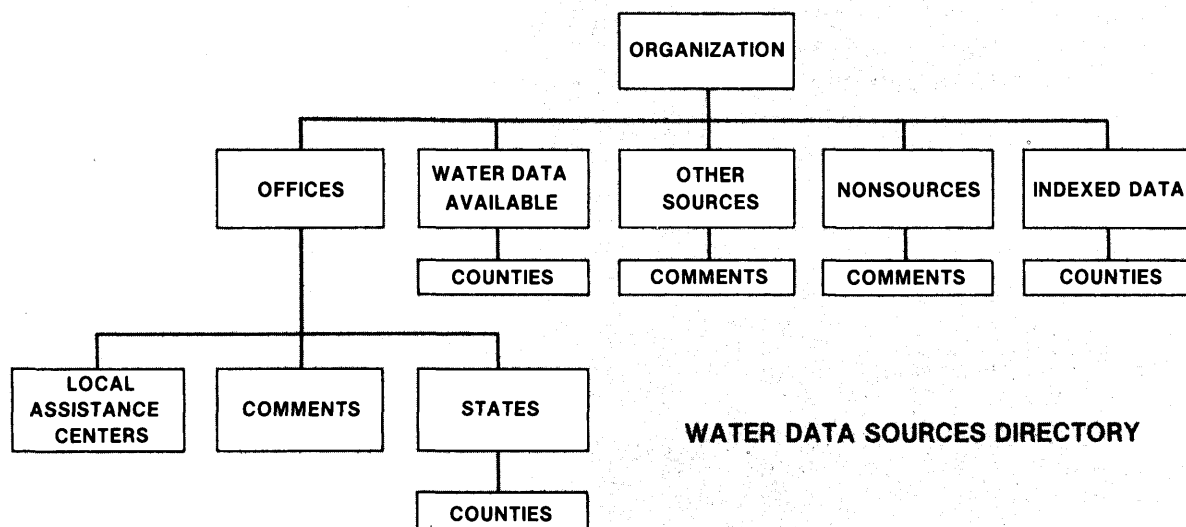 ORGANIZATION
OFFICES
WATER DATA
AVAILABLE
OTHER
SOURCES
NONSOURCES
INDEXED DATA
COUNTIES
COMMENTS
COMMENTS
COUNTIES
LOCAL
ASSISTANCE
CENTERS
COMMENTS
STATES
WATER DATA SOURCES DIRECTORY
COUNTIES